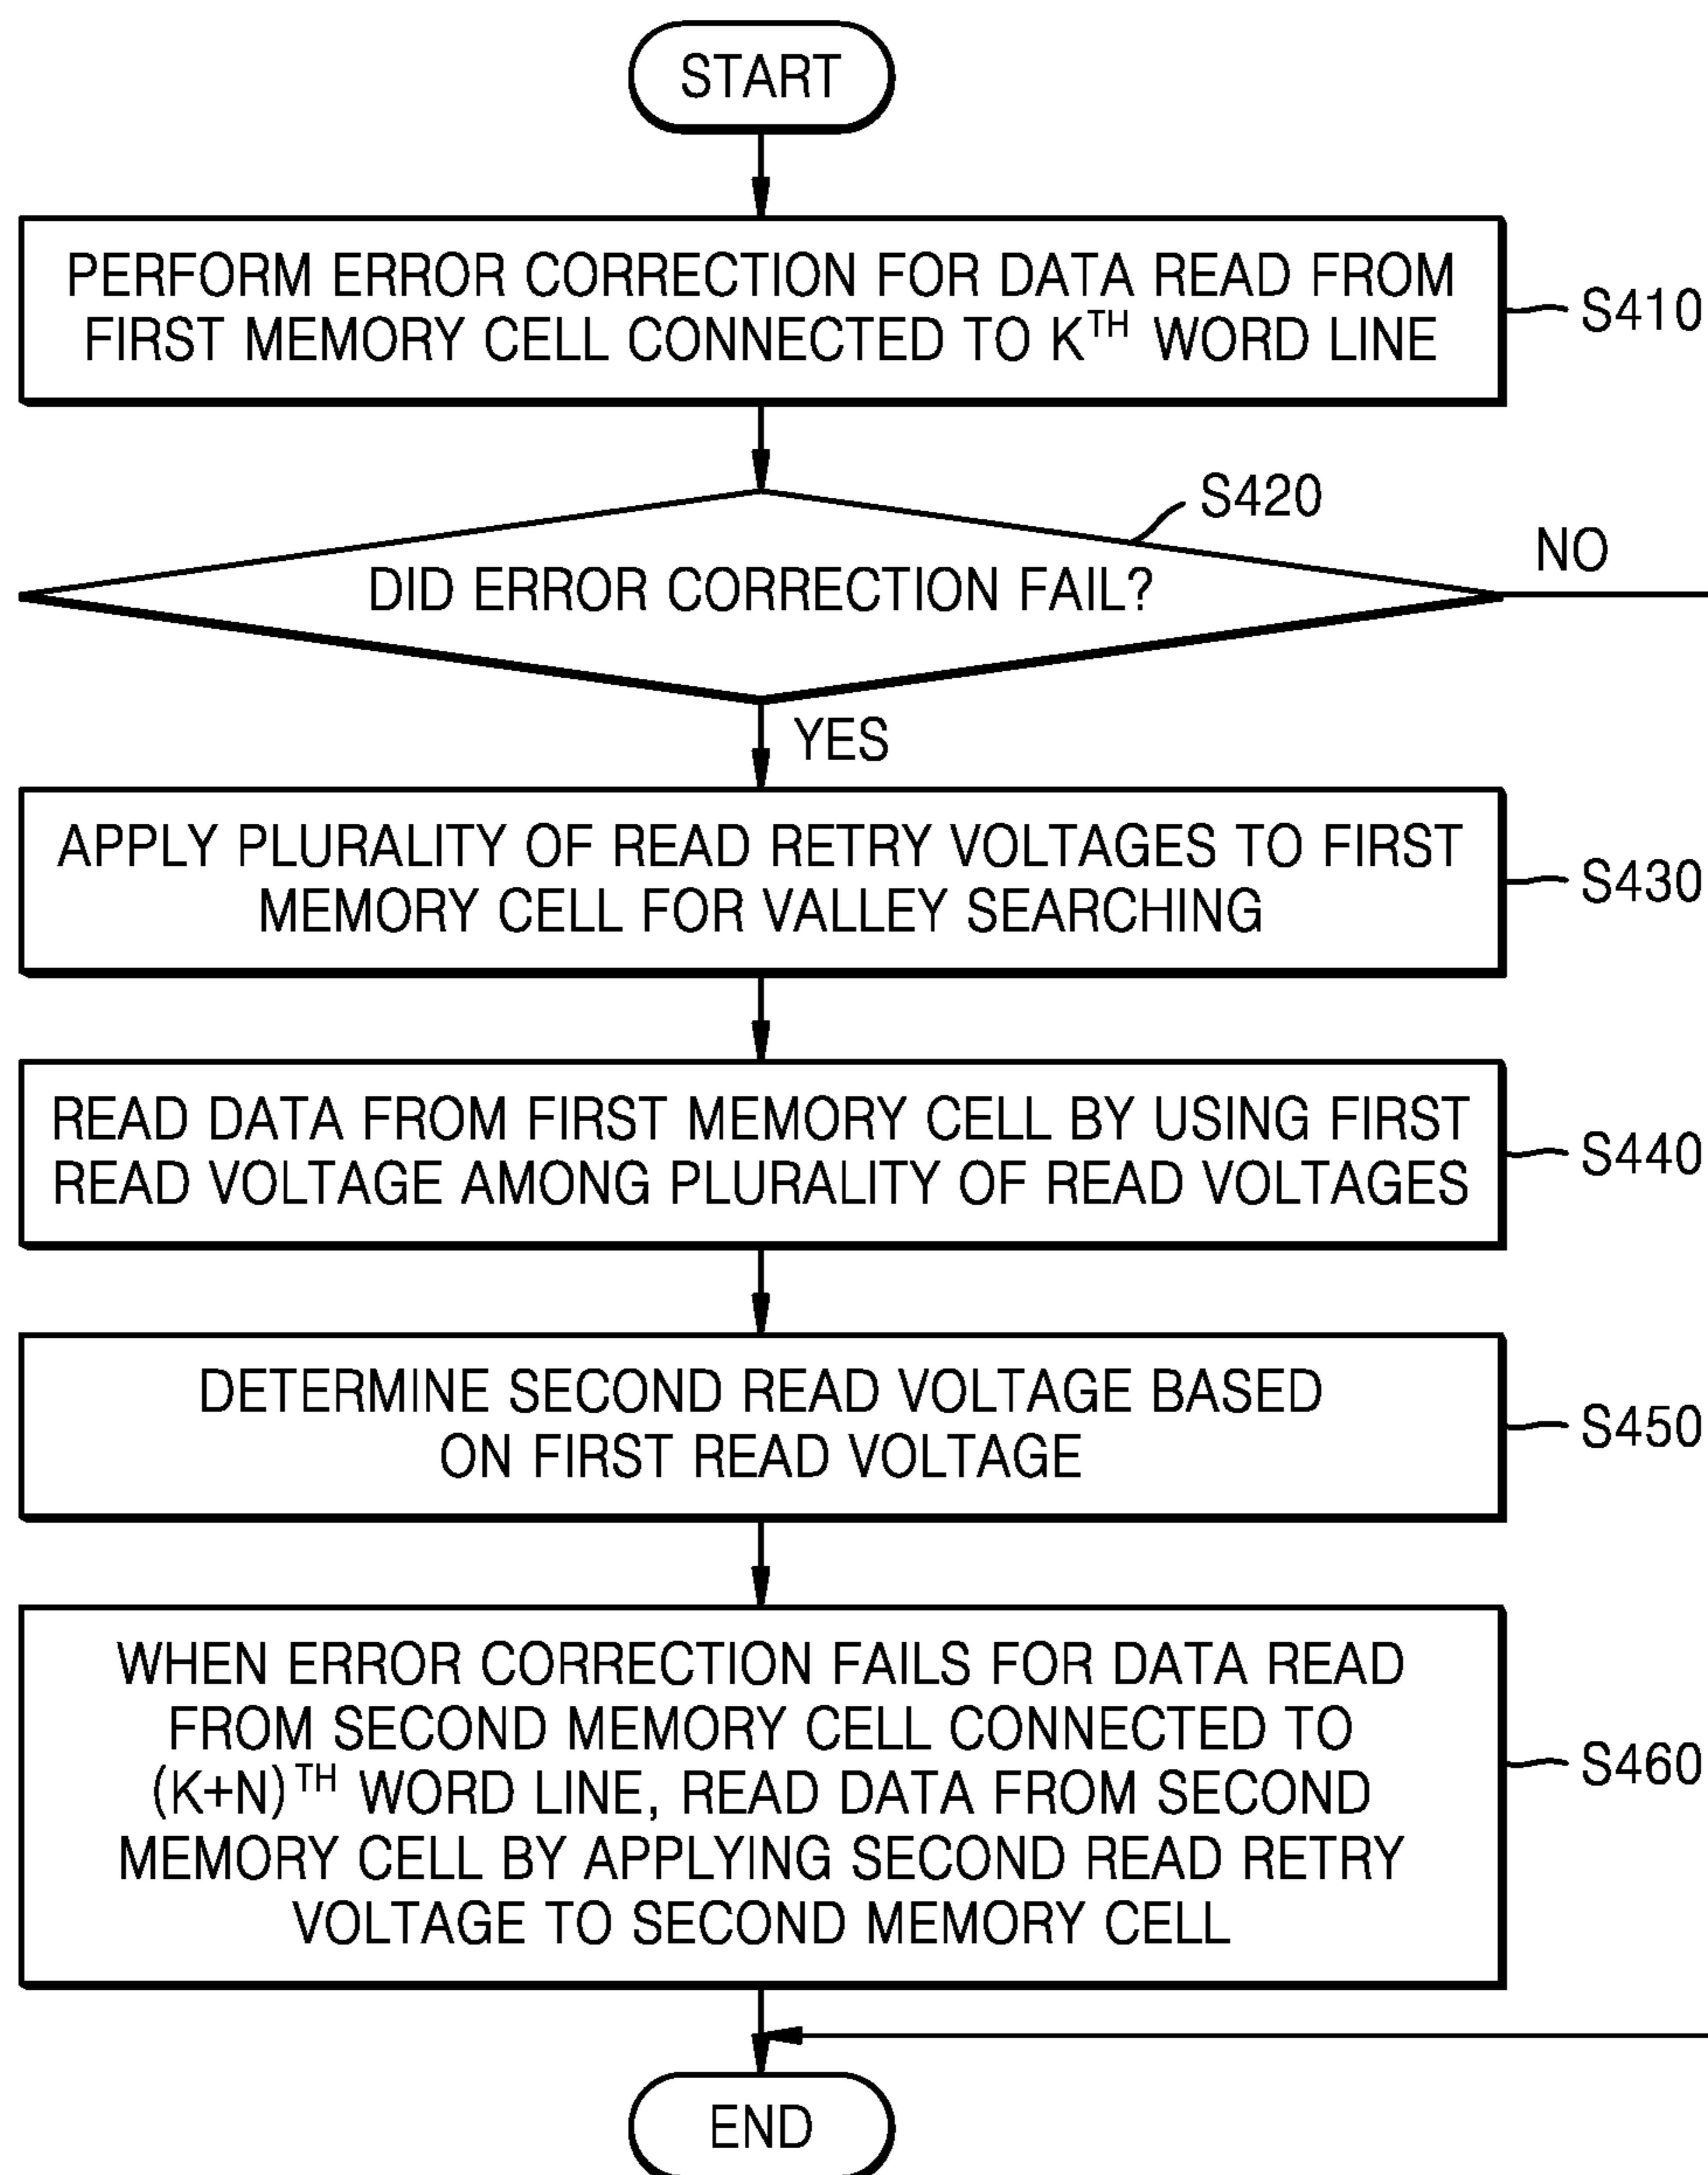 START
PERFORM ERROR CORRECTION FOR DATA READ FROM
FIRST MEMORY CELL CONNECTED TO KTH WORD LINE
S410
S420
DID ERROR CORRECTION FAIL?
NO
YES
APPLY PLURALITY OF READ RETRY VOLTAGES TO FIRST
MEMORY CELL FOR VALLEY SEARCHING
S430
READ DATA FROM FIRST MEMORY CELL BY USING FIRST
READ VOLTAGE AMONG PLURALITY OF READ VOLTAGES
S440
DETERMINE SECOND READ VOLTAGE BASED
ON FIRST READ VOLTAGE
S450
WHEN ERROR CORRECTION FAILS FOR DATA READ
FROM SECOND MEMORY CELL CONNECTED TO
(K+N)TH WORD LINE, READ DATA FROM SECOND
MEMORY CELL BY APPLYING SECOND READ RETRY
VOLTAGE TO SECOND MEMORY CELL
S460
END